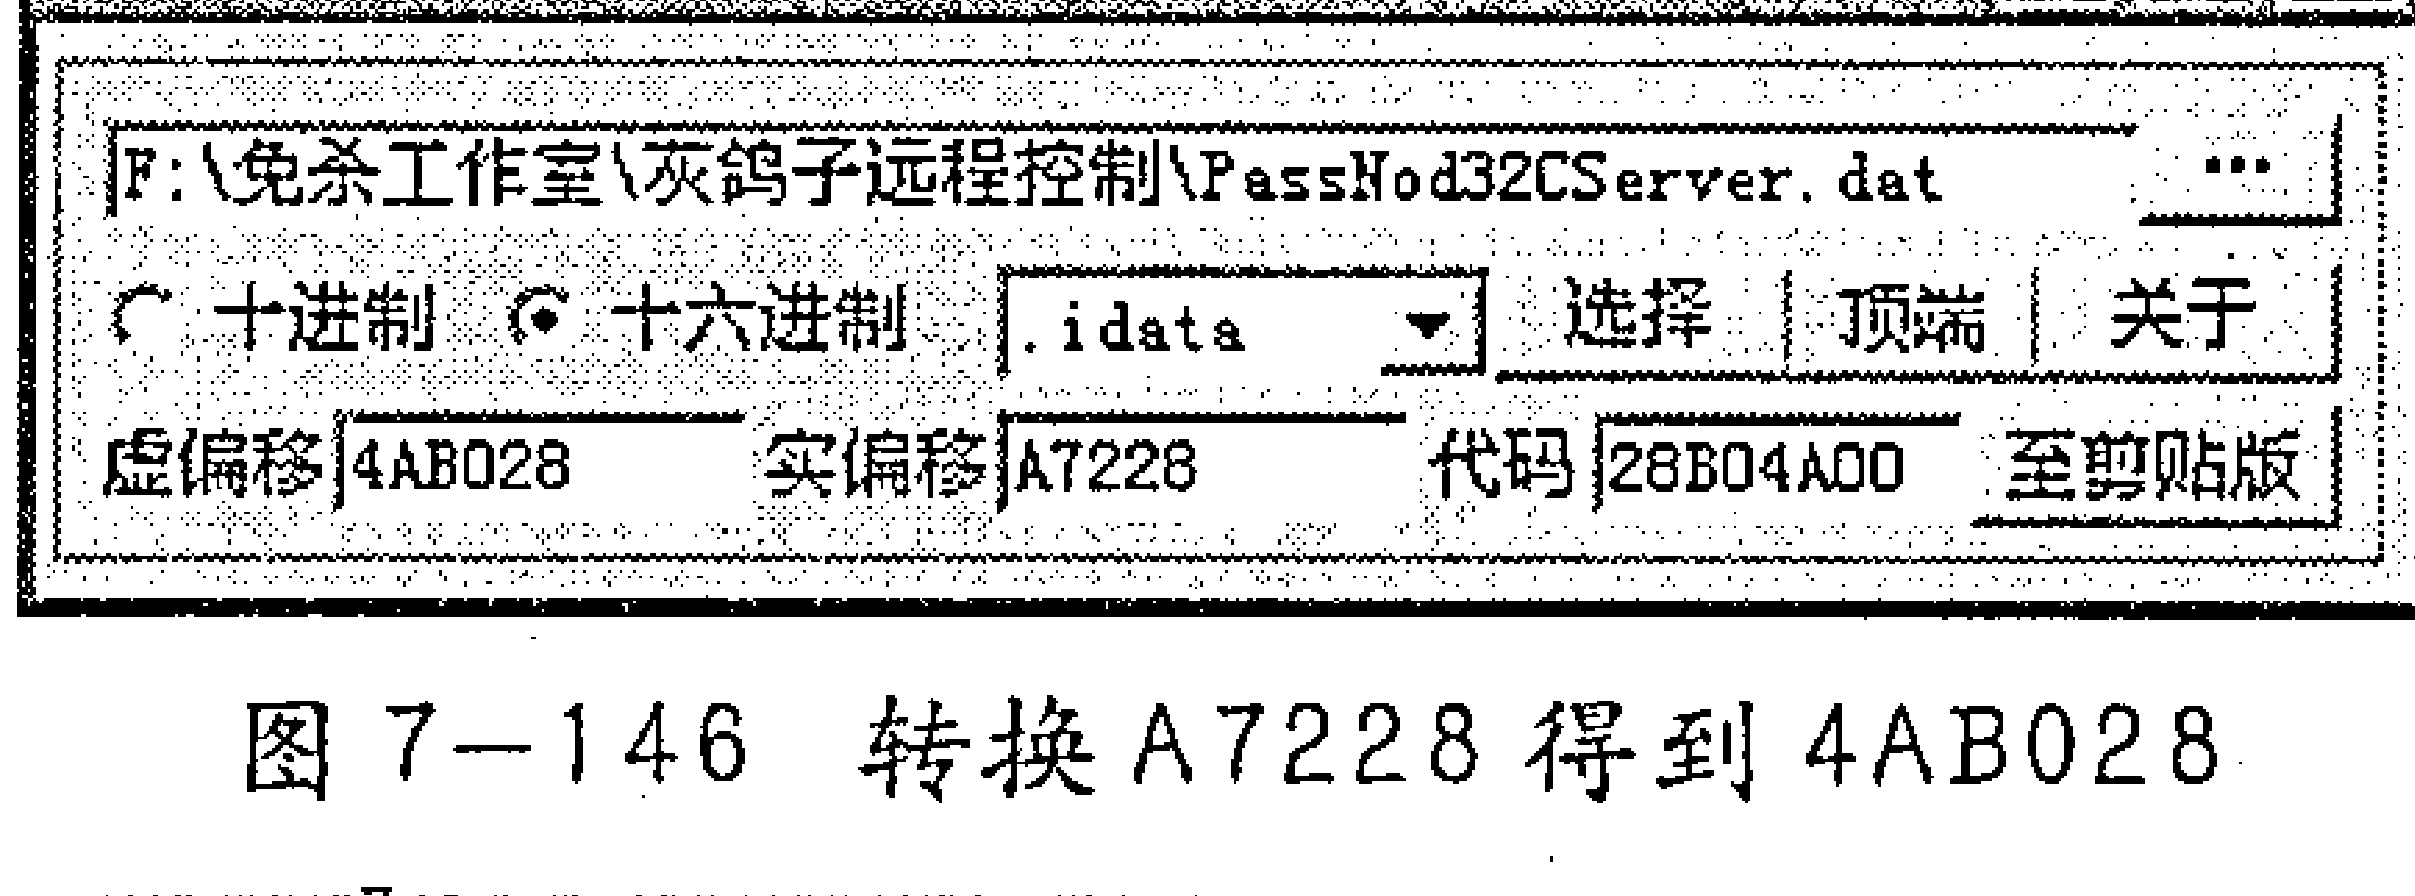 F:\免杀工作室\灰鸽子远程控制\PassNod32CServer.dat ...
十进制 十六进制 .idata 选择 顶端 关于
虚偏移 4AB028 实偏移 A7228 代码 28B04A00 至剪贴版
图 7-146 转换 A7228 得到 4AB028